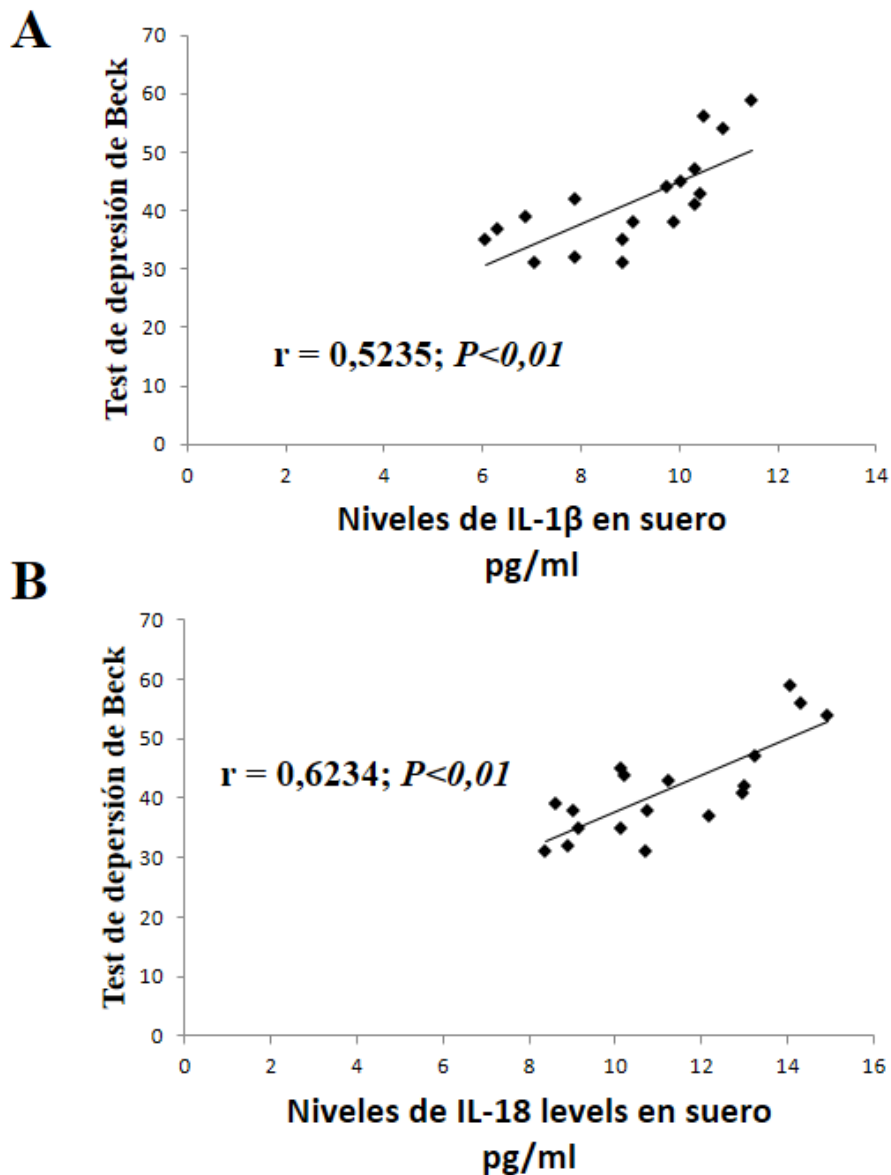 A
Test de depresión de Beck
70
60
50
40
30
20
10
0
r = 0,5235; P<0,01
0 2 4 6 8 10 12 14
Niveles de IL-1β en suero
pg/ml
B
Test de depersión de Beck
70
60
50
40
30
20
10
0
r = 0,6234; P<0,01
0 2 4 6 8 10 12 14 16
Niveles de IL-18 levels en suero
pg/ml